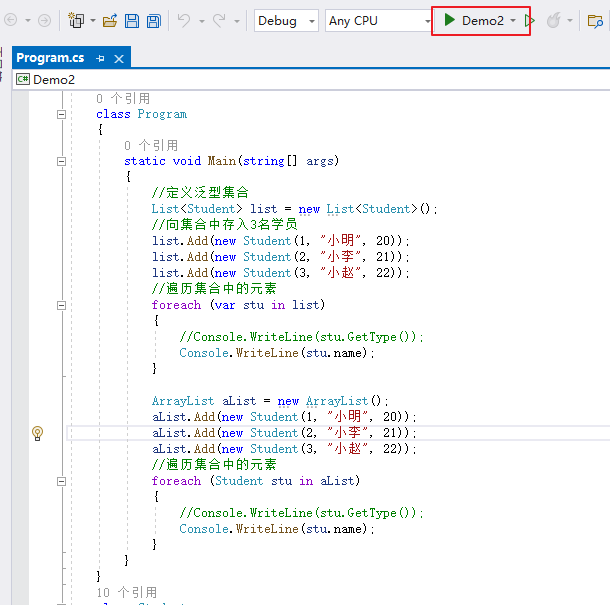 Debug Any CPU Demo2
Program.cs
C# Demo2
0 个引用
class Program
{
0 个引用
static void Main(string[] args)
{
//定义泛型集合
List<Student> list = new List<Student>();
//向集合中存入3名学员
list.Add(new Student(1, "小明", 20));
list.Add(new Student(2, "小李", 21));
list.Add(new Student(3, "小赵", 22));
//遍历集合中的元素
foreach (var stu in list)
{
//Console.WriteLine(stu.GetType());
Console.WriteLine(stu.name);
}
ArrayList aList = new ArrayList();
aList.Add(new Student(1, "小明", 20));
aList.Add(new Student(2, "小李", 21));
aList.Add(new Student(3, "小赵", 22));
//遍历集合中的元素
foreach (Student stu in aList)
{
//Console.WriteLine(stu.GetType());
Console.WriteLine(stu.name);
}
}
}
10 个引用